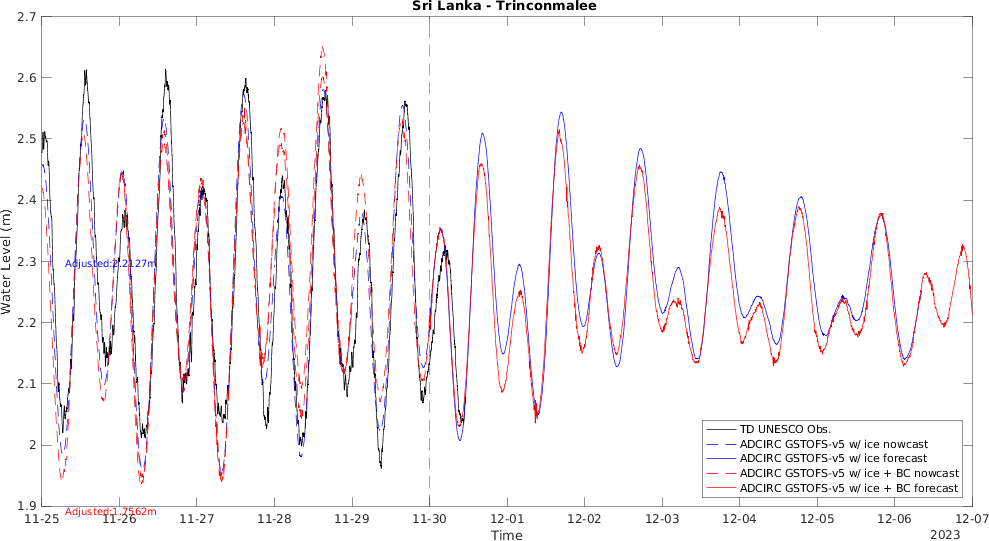 Sri Lanka - Trinconmalee
2.7
2.6
2.5
2.4
2.3
2.2
2.1
2
1.9
Water Level (m)
Adjusted:2.2127m
Adjusted:1.7562m
TD UNESCO Obs.
ADCIRC GSTOFS-v5 w/ ice nowcast
ADCIRC GSTOFS-v5 w/ ice forecast
ADCIRC GSTOFS-v5 w/ ice + BC nowcast
ADCIRC GSTOFS-v5 w/ ice + BC forecast
11-25 11-26 11-27 11-28 11-29 11-30 12-01 12-02 12-03 12-04 12-05 12-06 12-07
Time
2023